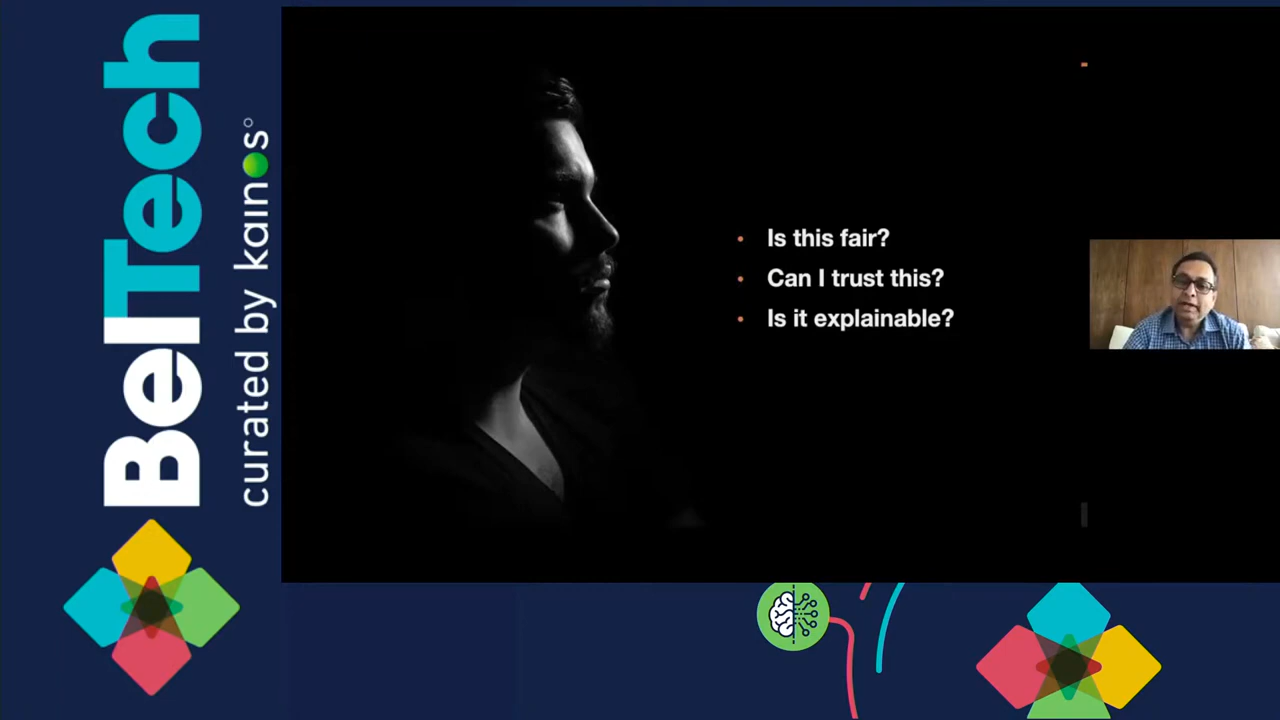 BelTech
curated by kainos
Is this fair?
Can I trust this?
Is it explainable?